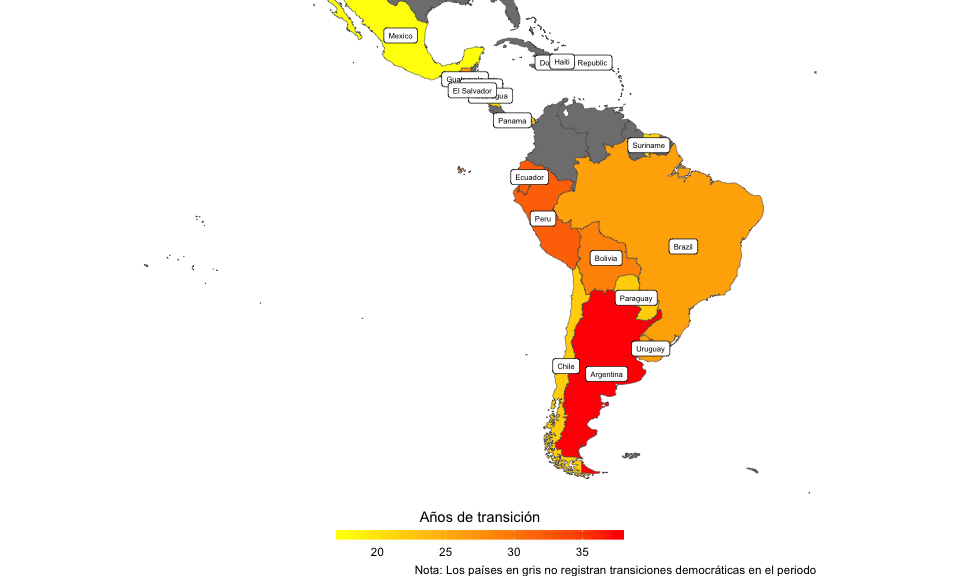 Mexico
Do
Haiti
Republic
El Salvador
Panama
Suriname
Ecuador
Peru
Brazil
Bolivia
Paraguay
Uruguay
Chile
Argentina
Años de transición
20 25 30 35
Nota: Los países en gris no registran transiciones democráticas en el periodo